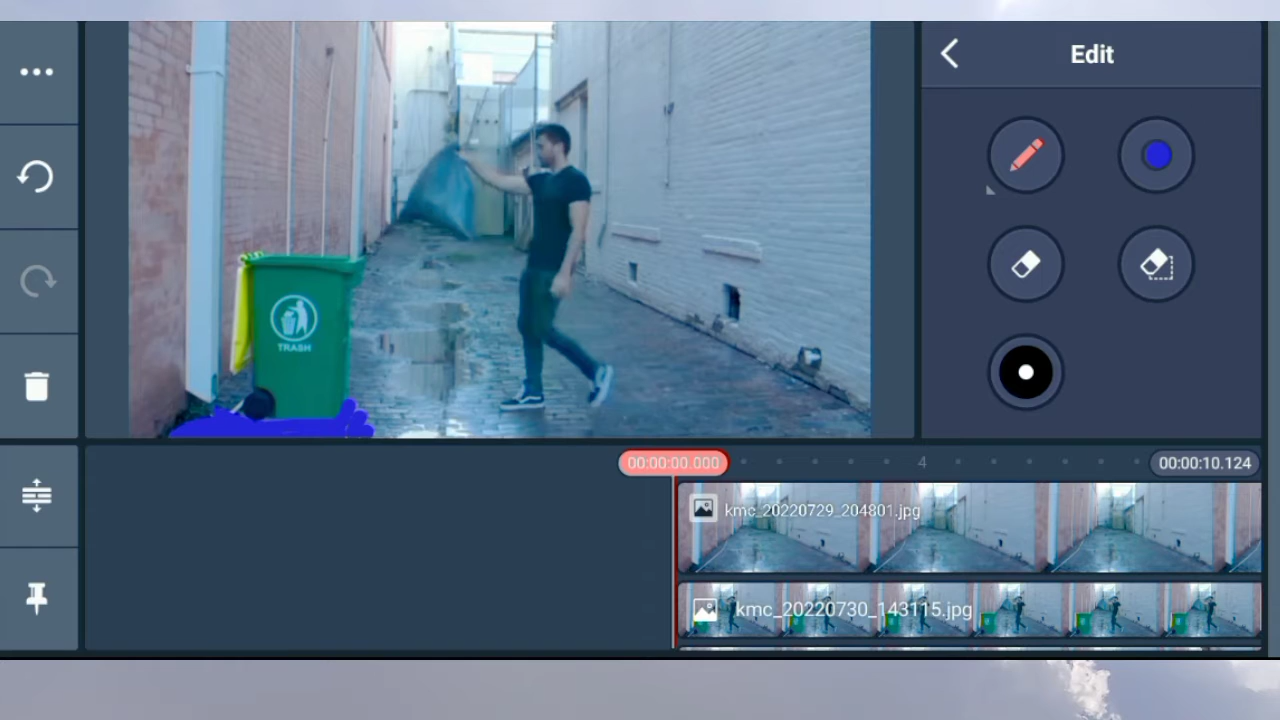 Edit
TRASH
00:00:00.000
4
00:00:10.124
kmc_20220729_204801.jpg
kmc_20220730_143115.jpg